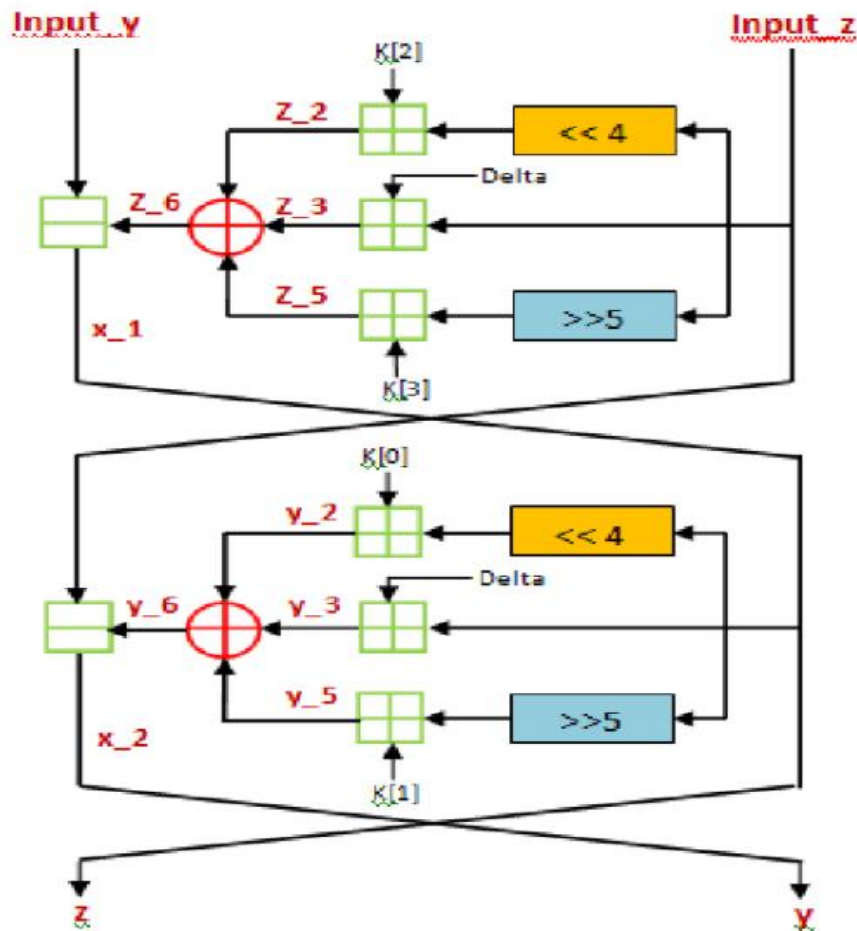 Input_y
Input_z
K[2]
Z_2
<< 4
Delta
Z_6
Z_3
Z_5
>>5
x_1
K[3]
K[0]
y_2
<< 4
Delta
y_6
y_3
y_5
>>5
x_2
K[1]
z
y